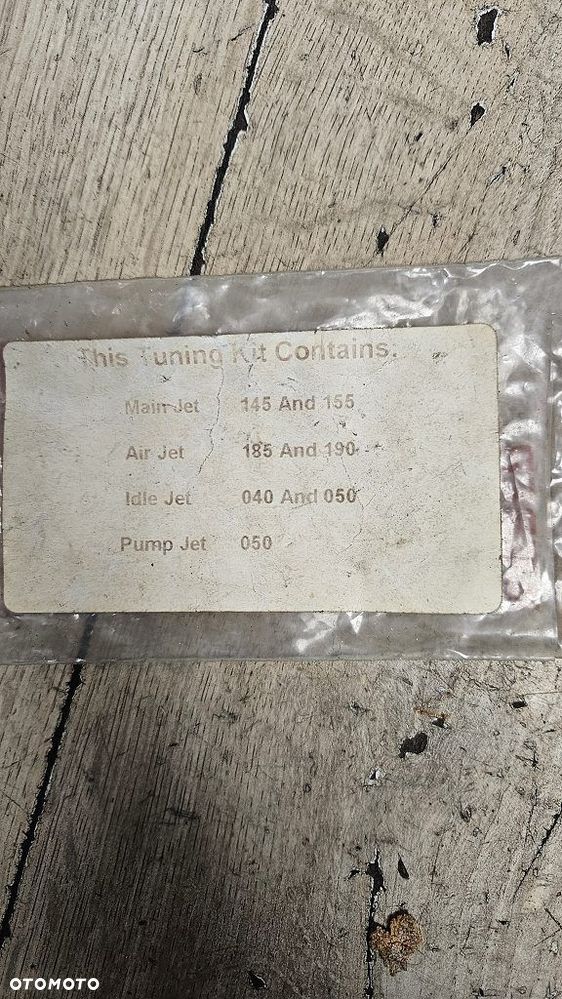 This Tuning Kit Contains.
Main Jet 145 And 155
Air Jet 185 And 190
Idle Jet 040 And 050
Pump Jet 050
OTOMOTO